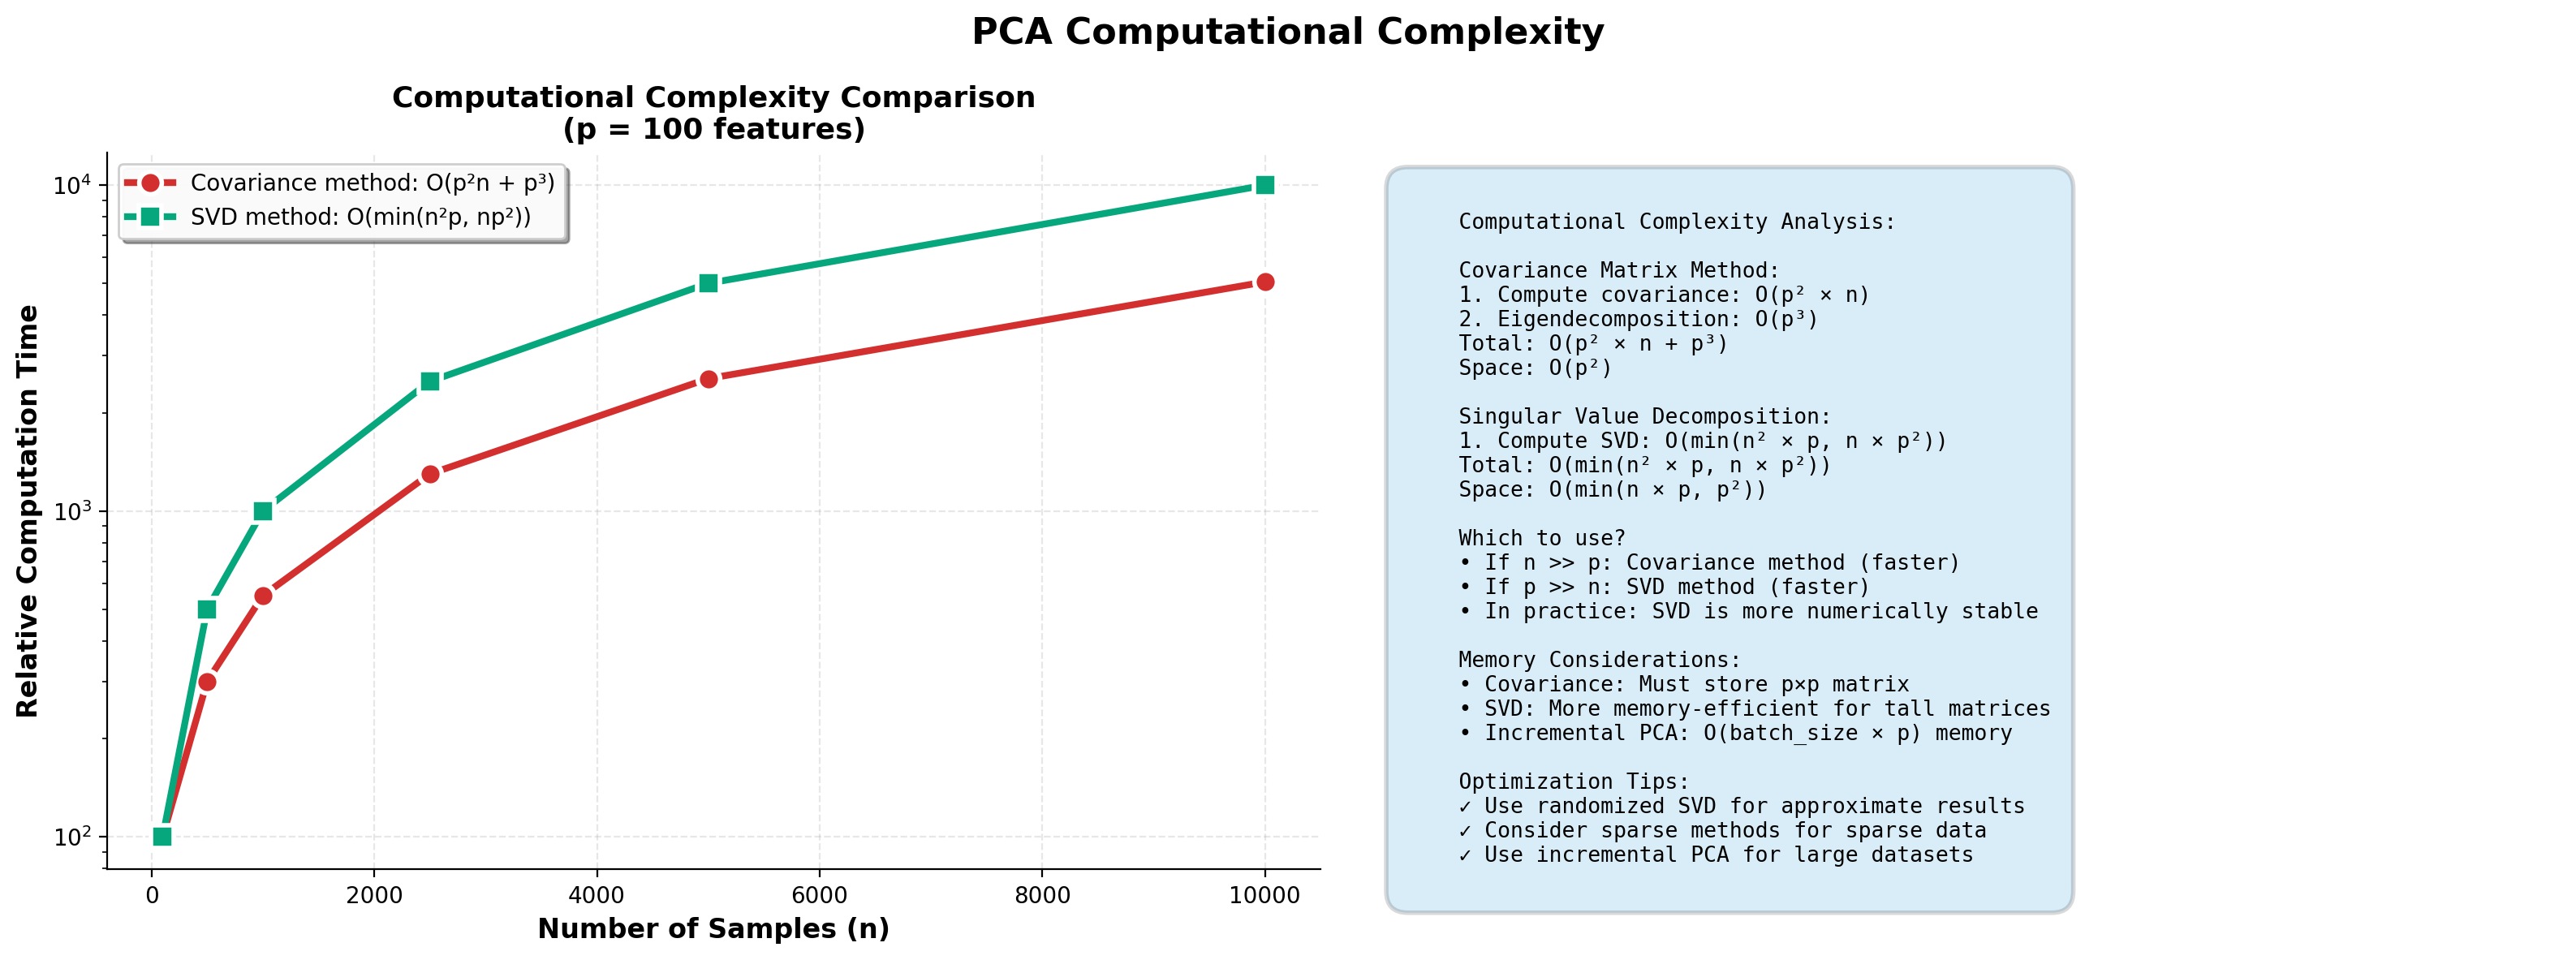 PCA Computational Complexity
Computational Complexity Comparison
(p = 100 features)
Covariance method: O(p²n + p³)
SVD method: O(min(n²p, np²))
Relative Computation Time
10⁴
10³
10²
0
2000
4000
6000
8000
10000
Number of Samples (n)
Computational Complexity Analysis:
Covariance Matrix Method:
1. Compute covariance: O(p² × n)
2. Eigendecomposition: O(p³)
Total: O(p² × n + p³)
Space: O(p²)
Singular Value Decomposition:
1. Compute SVD: O(min(n² × p, n × p²))
Total: O(min(n² × p, n × p²))
Space: O(min(n × p, p²))
Which to use?
• If n >> p: Covariance method (faster)
• If p >> n: SVD method (faster)
• In practice: SVD is more numerically stable
Memory Considerations:
• Covariance: Must store p×p matrix
• SVD: More memory-efficient for tall matrices
• Incremental PCA: O(batch_size × p) memory
Optimization Tips:
✓ Use randomized SVD for approximate results
✓ Consider sparse methods for sparse data
✓ Use incremental PCA for large datasets